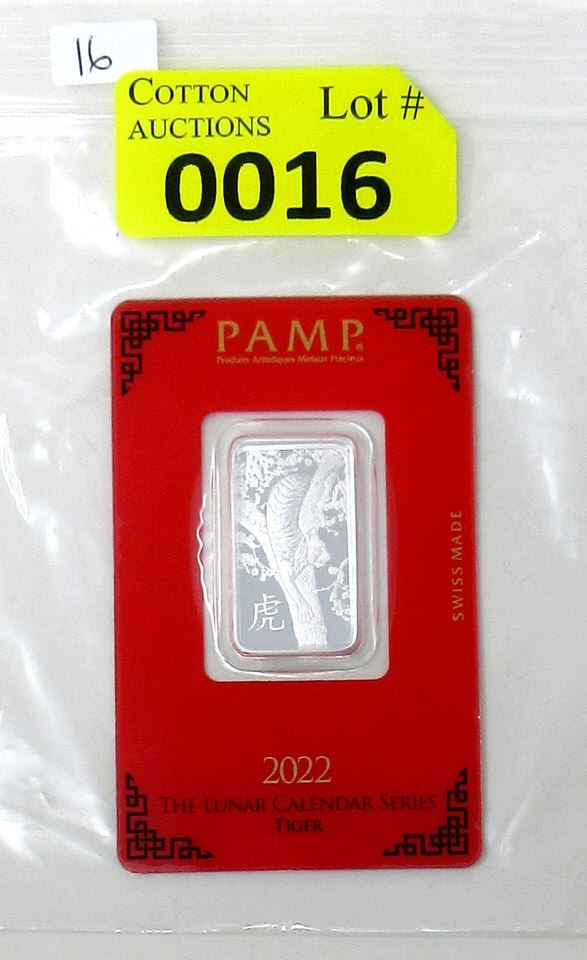 16
COTTON
AUCTIONS
Lot #
0016
PAMP®
Produits Artistiques Métaux Précieux
虎
SWISS MADE
2022
THE LUNAR CALENDAR SERIES
TIGER